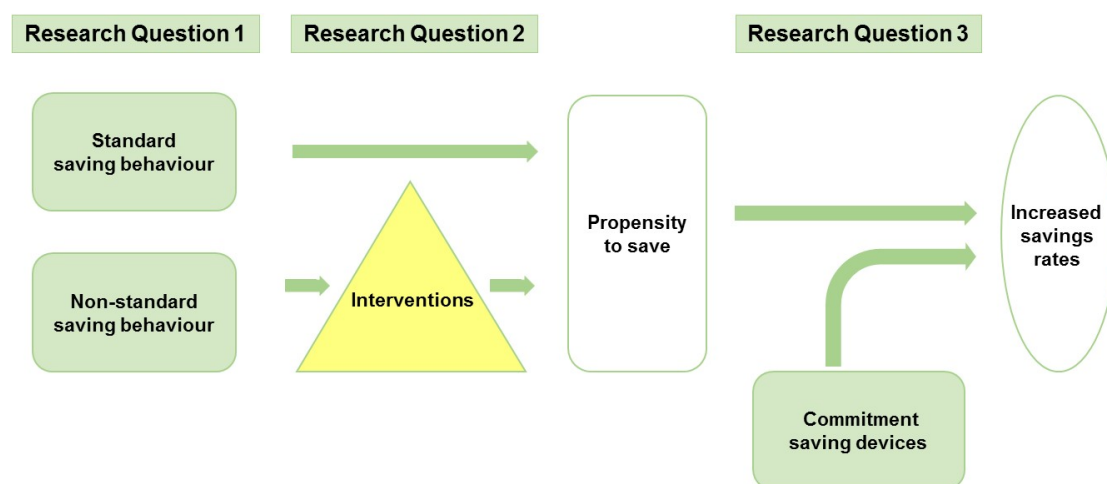 Research Question 1
Research Question 2
Research Question 3
Standard
saving behaviour
Non-standard
saving behaviour
Interventions
Propensity
to save
Increased
savings
rates
Commitment
saving devices